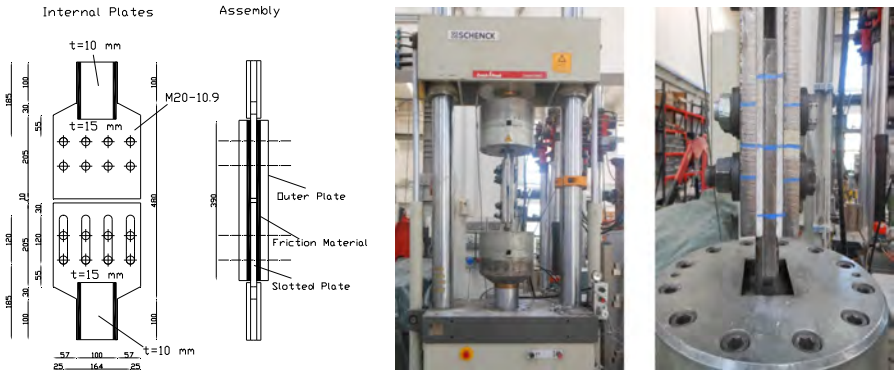 Internal Plates
Assembly
t=10 mm
M20-10.9
t=15 mm
185
100
30
55
205
10
100
480
390
Outer Plate
Friction Material
Slotted Plate
30
120
120
205
55
t=15 mm
185
30
100
100
t=10 mm
57 100 57
25 164 25
SCHENCK